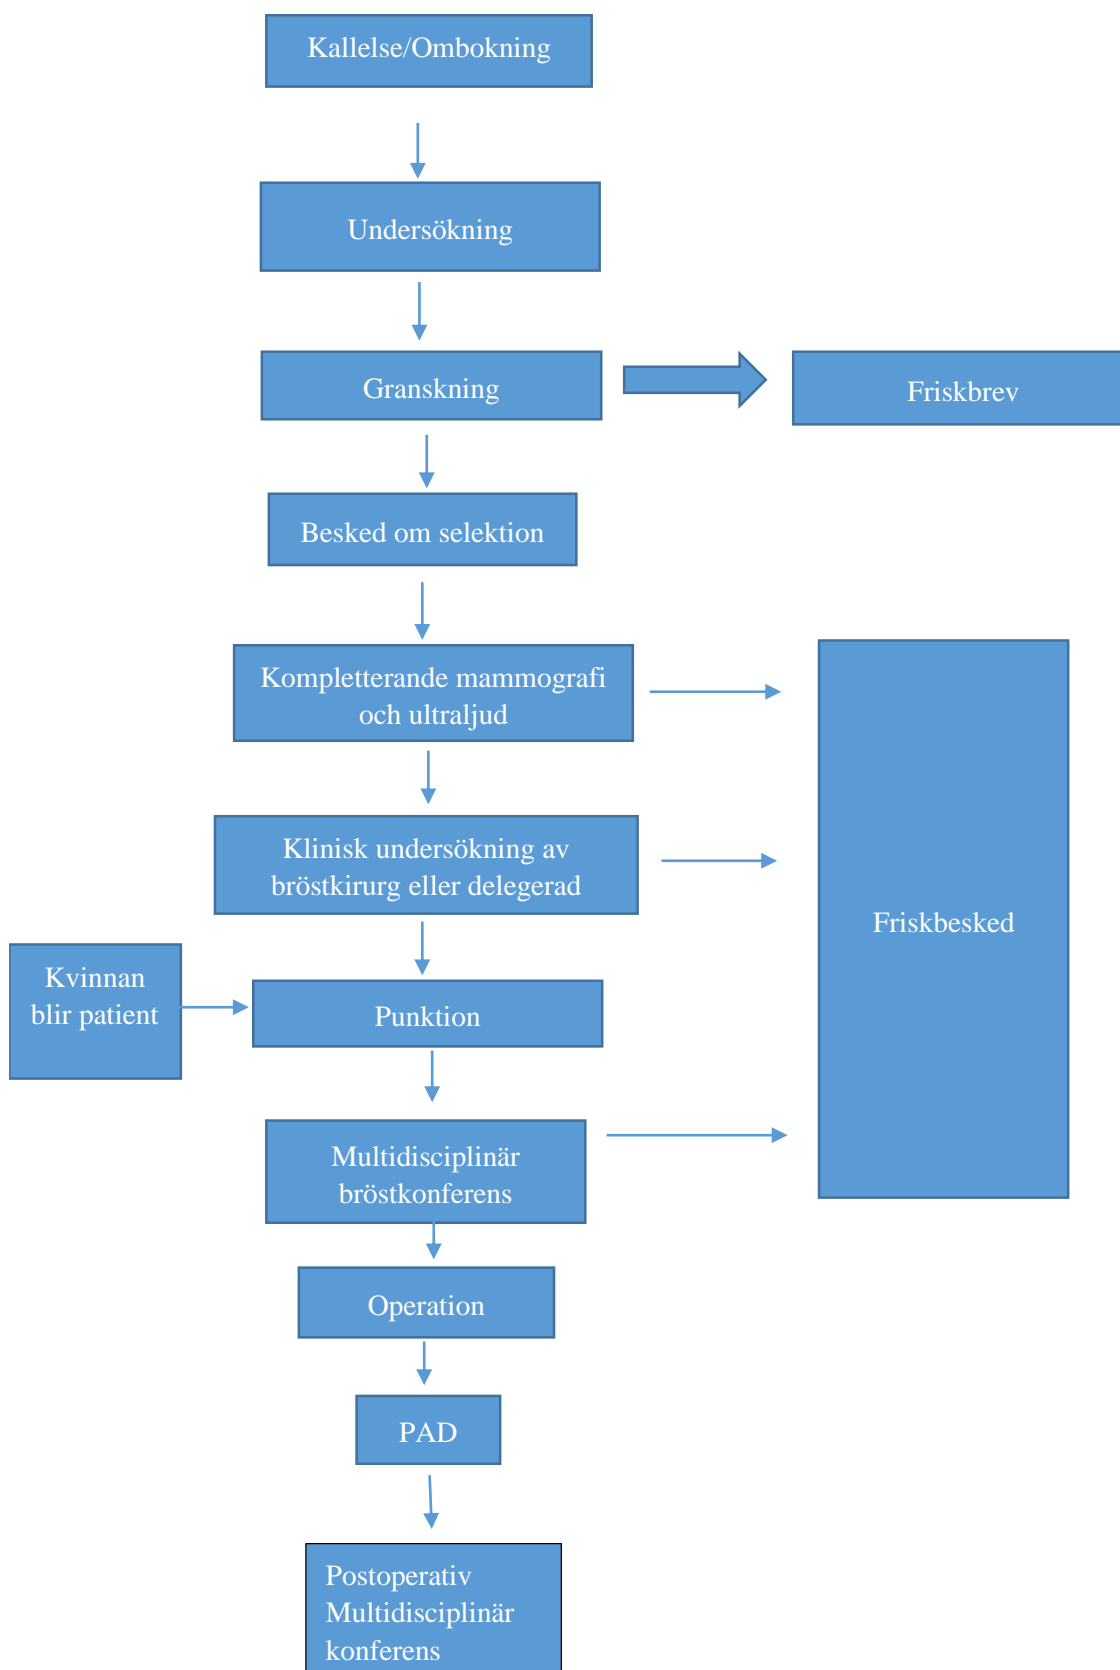 Kallelse/Ombokning
Undersökning
Granskning
Friskbrev
Besked om selektion
Kompletterande mammografi
och ultraljud
Klinisk undersökning av
bröstkirurg eller delegerad
Friskbesked
Kvinnan
blir patient
Punktion
Multidisciplinär
bröstkonferens
Operation
PAD
Postoperativ
Multidisciplinär
konferens